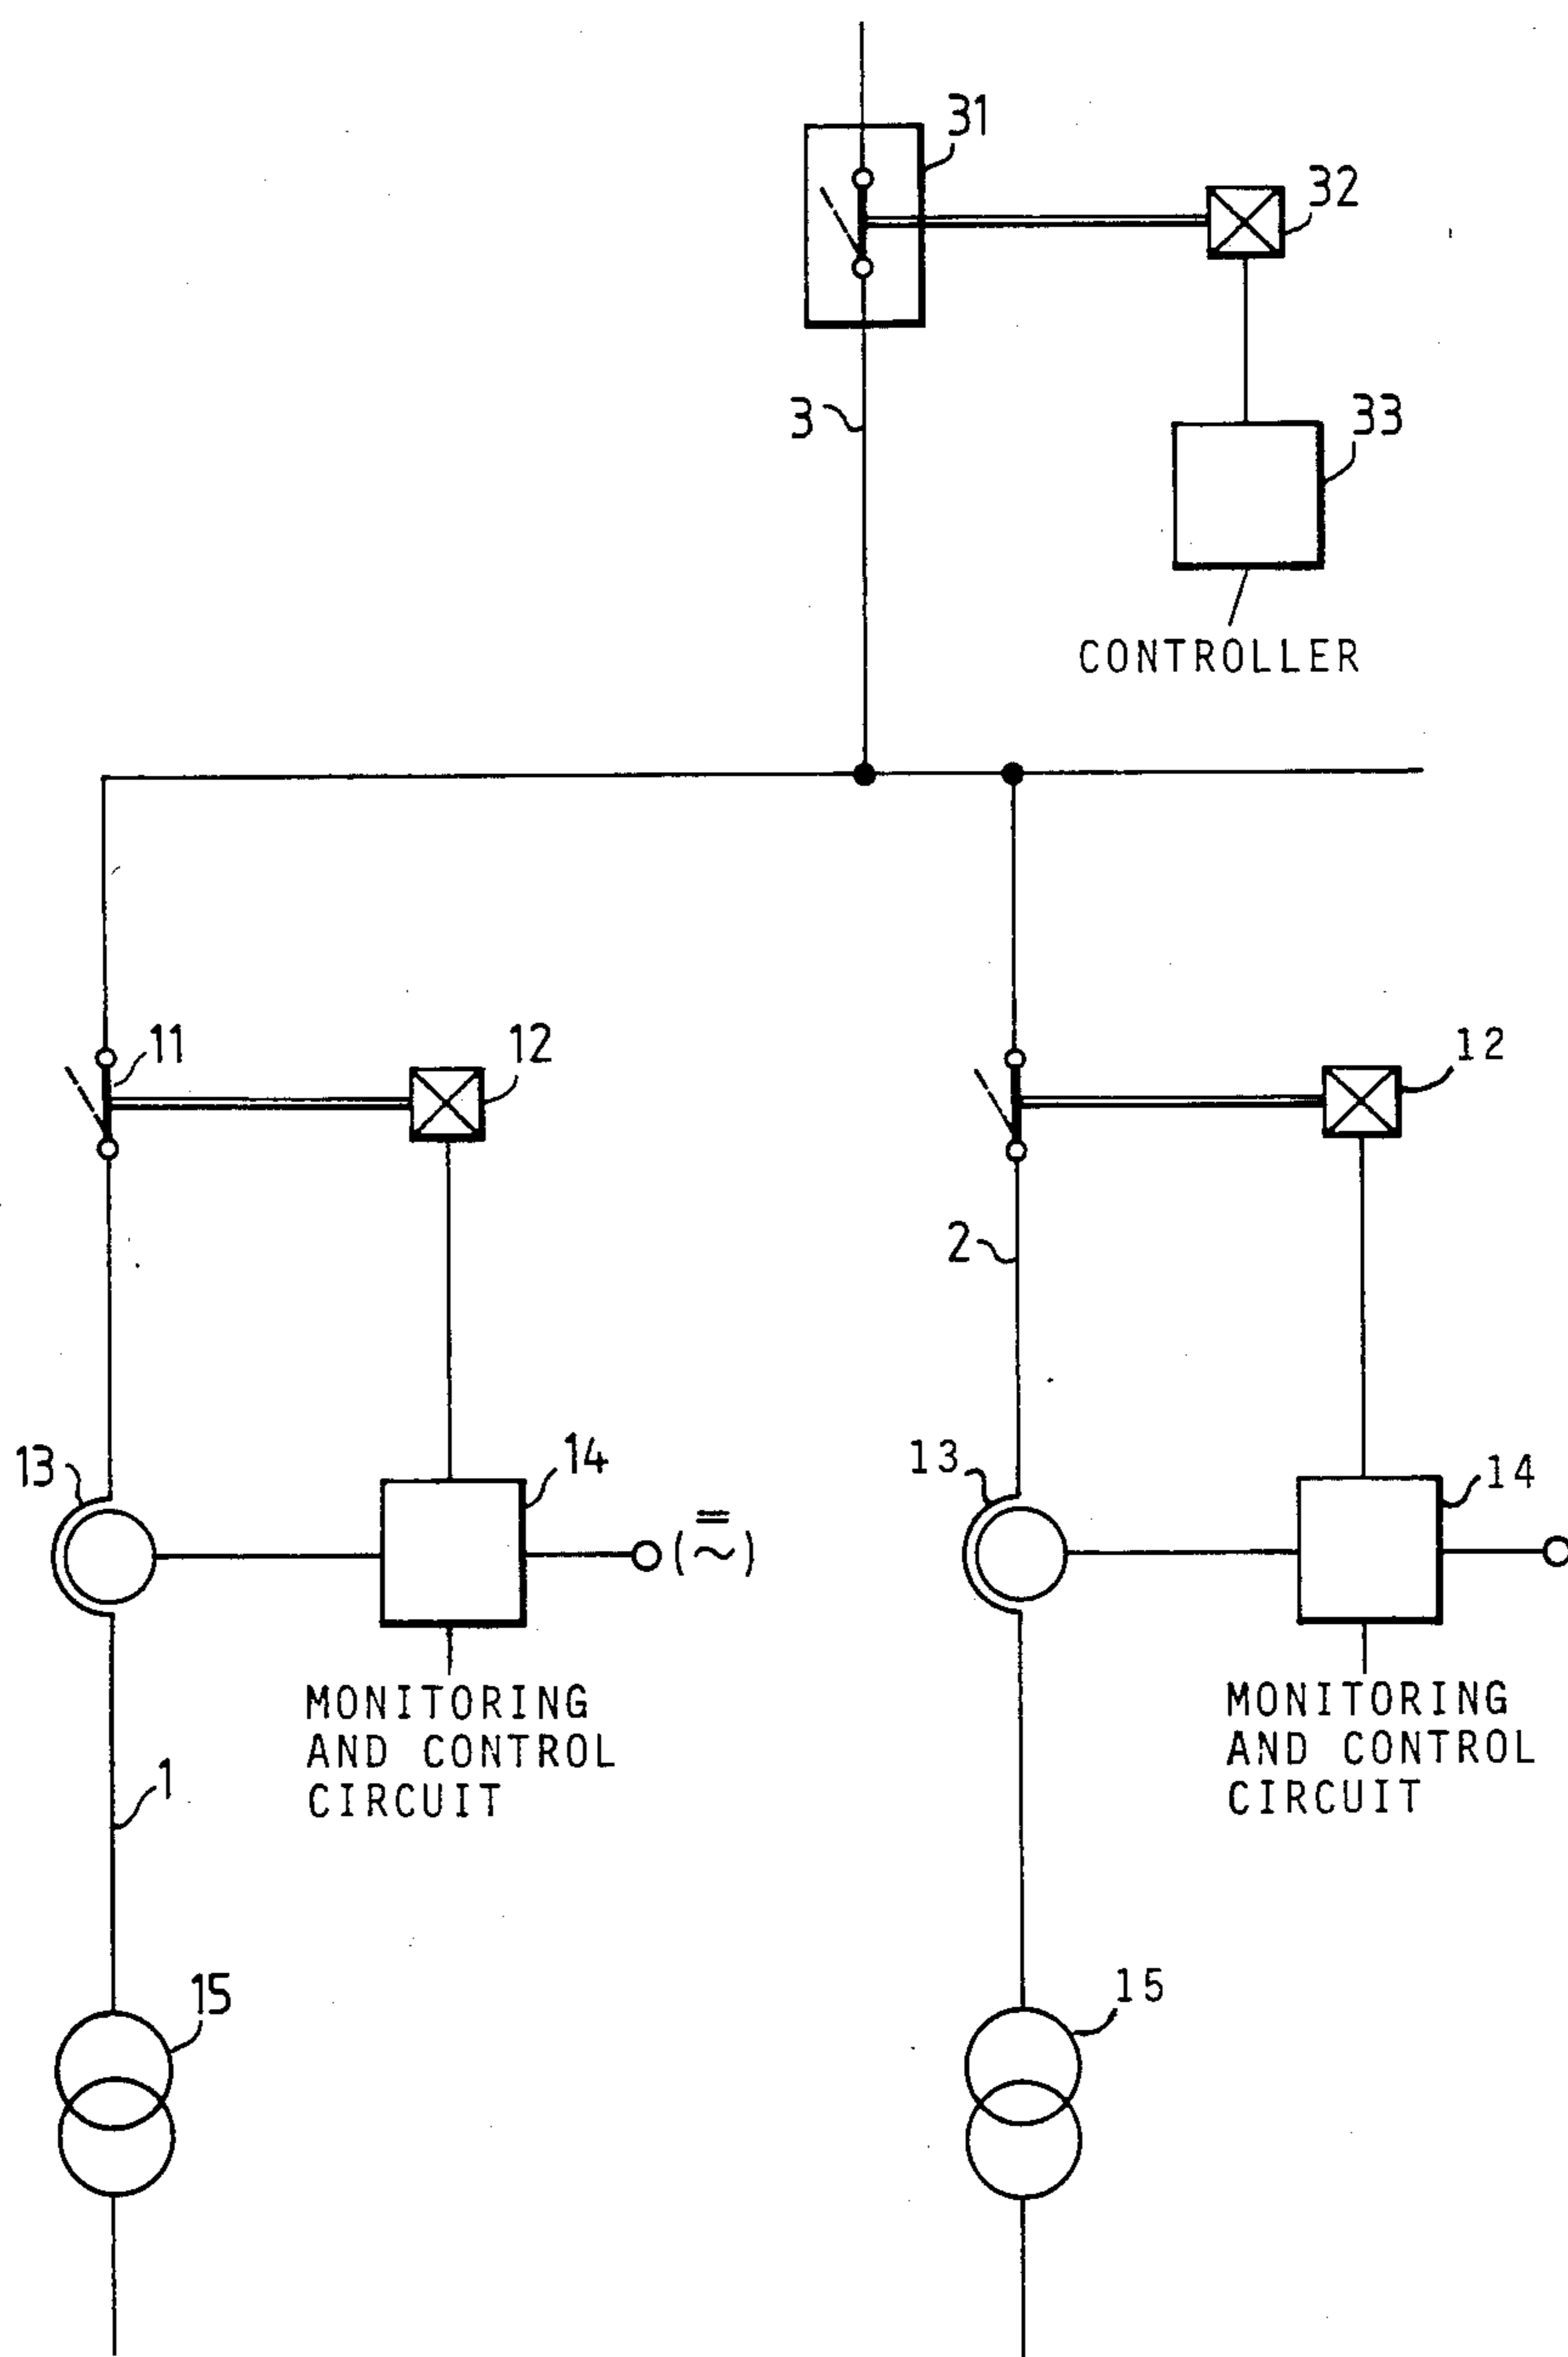 31
32
3
33
CONTROLLER
11
12
12
2
13
14
13
14
(≂)
MONITORING
AND CONTROL
CIRCUIT
MONITORING
AND CONTROL
CIRCUIT
1
15
15